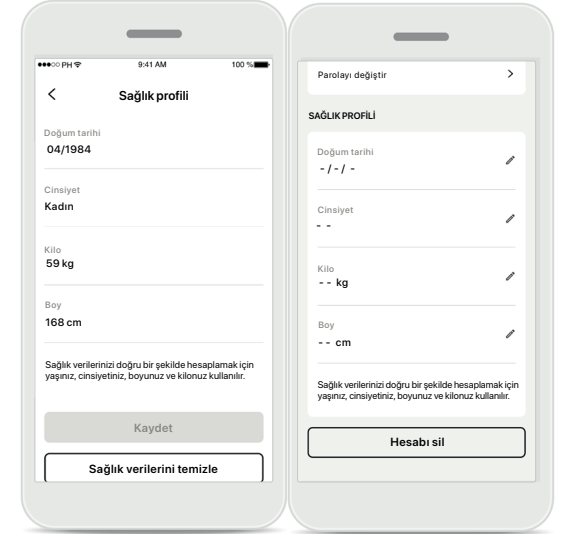 PH
9:41 AM
100 %
Sağlık profili
Doğum tarihi
04/1984
Cinsiyet
Kadın
Kilo
59 kg
Boy
168 cm
Sağlık verilerinizi doğru bir şekilde hesaplamak için
yaşınız, cinsiyetiniz, boyunuz ve kilonuz kullanılır.
Kaydet
Sağlık verilerini temizle
Parolayı değiştir
SAĞLIK PROFİLİ
Doğum tarihi
- / - / -
Cinsiyet
- -
Kilo
- - kg
Boy
- - cm
Sağlık verilerinizi doğru bir şekilde hesaplamak için
yaşınız, cinsiyetiniz, boyunuz ve kilonuz kullanılır.
Hesabı sil